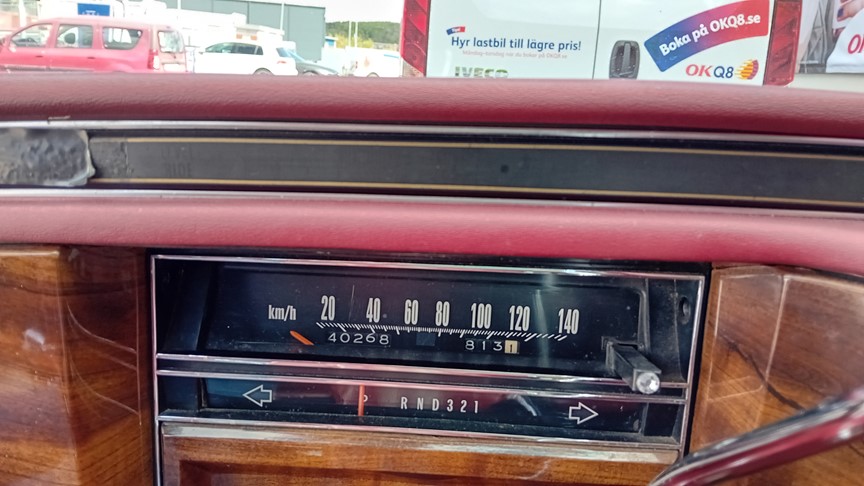 Hyr lastbil till lägre pris!
IVECO
Boka på OKQ8.se
OKQ8
km/h 20 40 60 80 100 120 140
40268 8131
P R N D 3 2 1